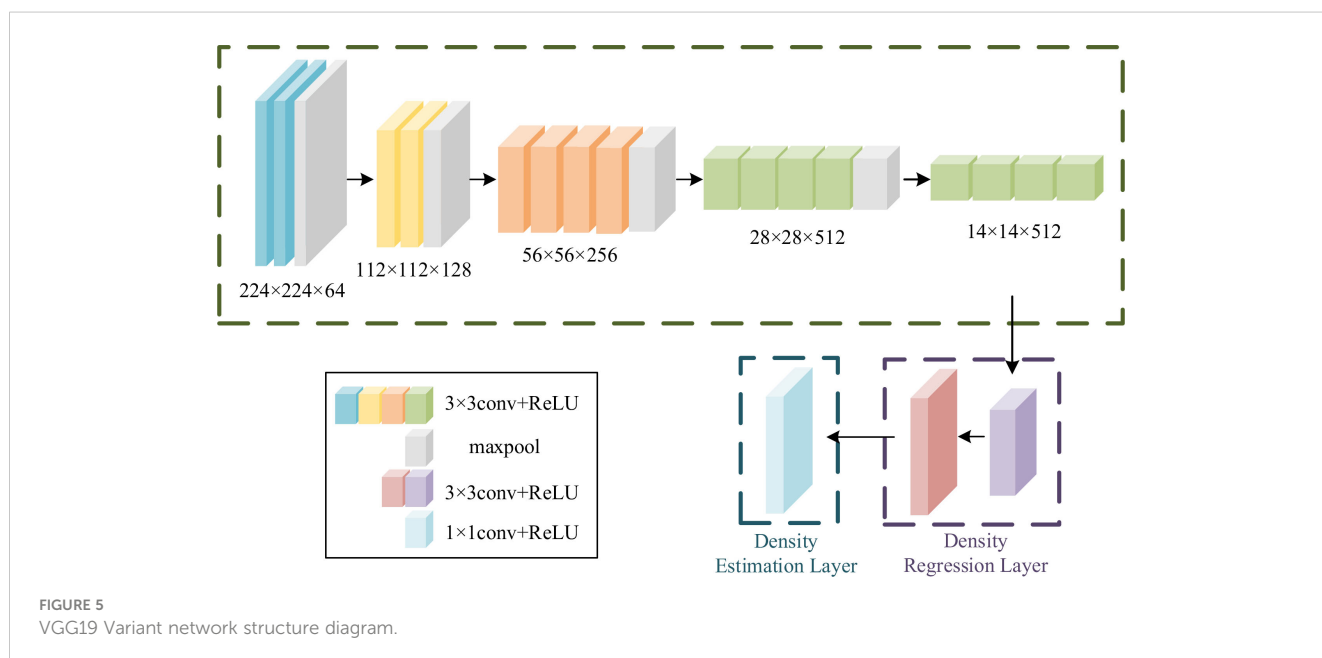 224×224×64
112×112×128
56×56×256
28×28×512
14×14×512
3×3conv+ReLU
maxpool
3×3conv+ReLU
1×1conv+ReLU
Density
Estimation Layer
Density
Regression Layer
FIGURE 5
VGG19 Variant network structure diagram.